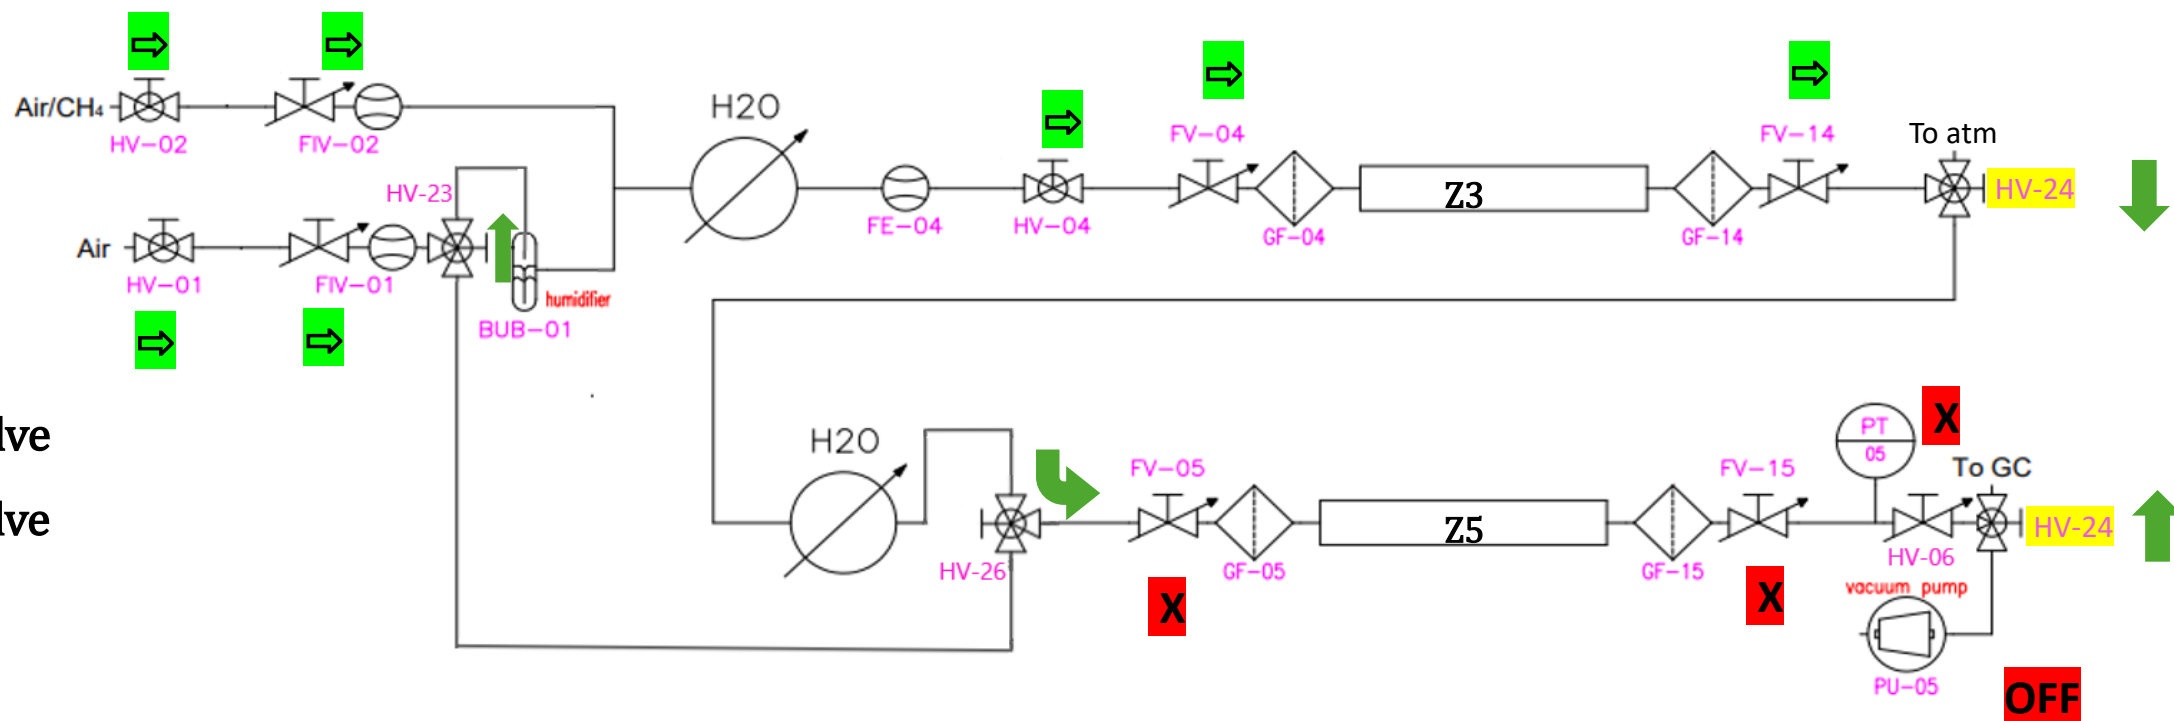 Air/CH₄
HV-02
FIV-02
H2O
FV-04
FV-14
To atm
HV-23
Z3
HV-24
FE-04
HV-04
GF-04
GF-14
Air
HV-01
FIV-01
humidifier
BUB-01
lve
lve
H2O
FV-05
FV-15
PT
05
X
To GC
Z5
HV-24
HV-26
GF-05
GF-15
HV-06
X
X
vacuum pump
PU-05
OFF